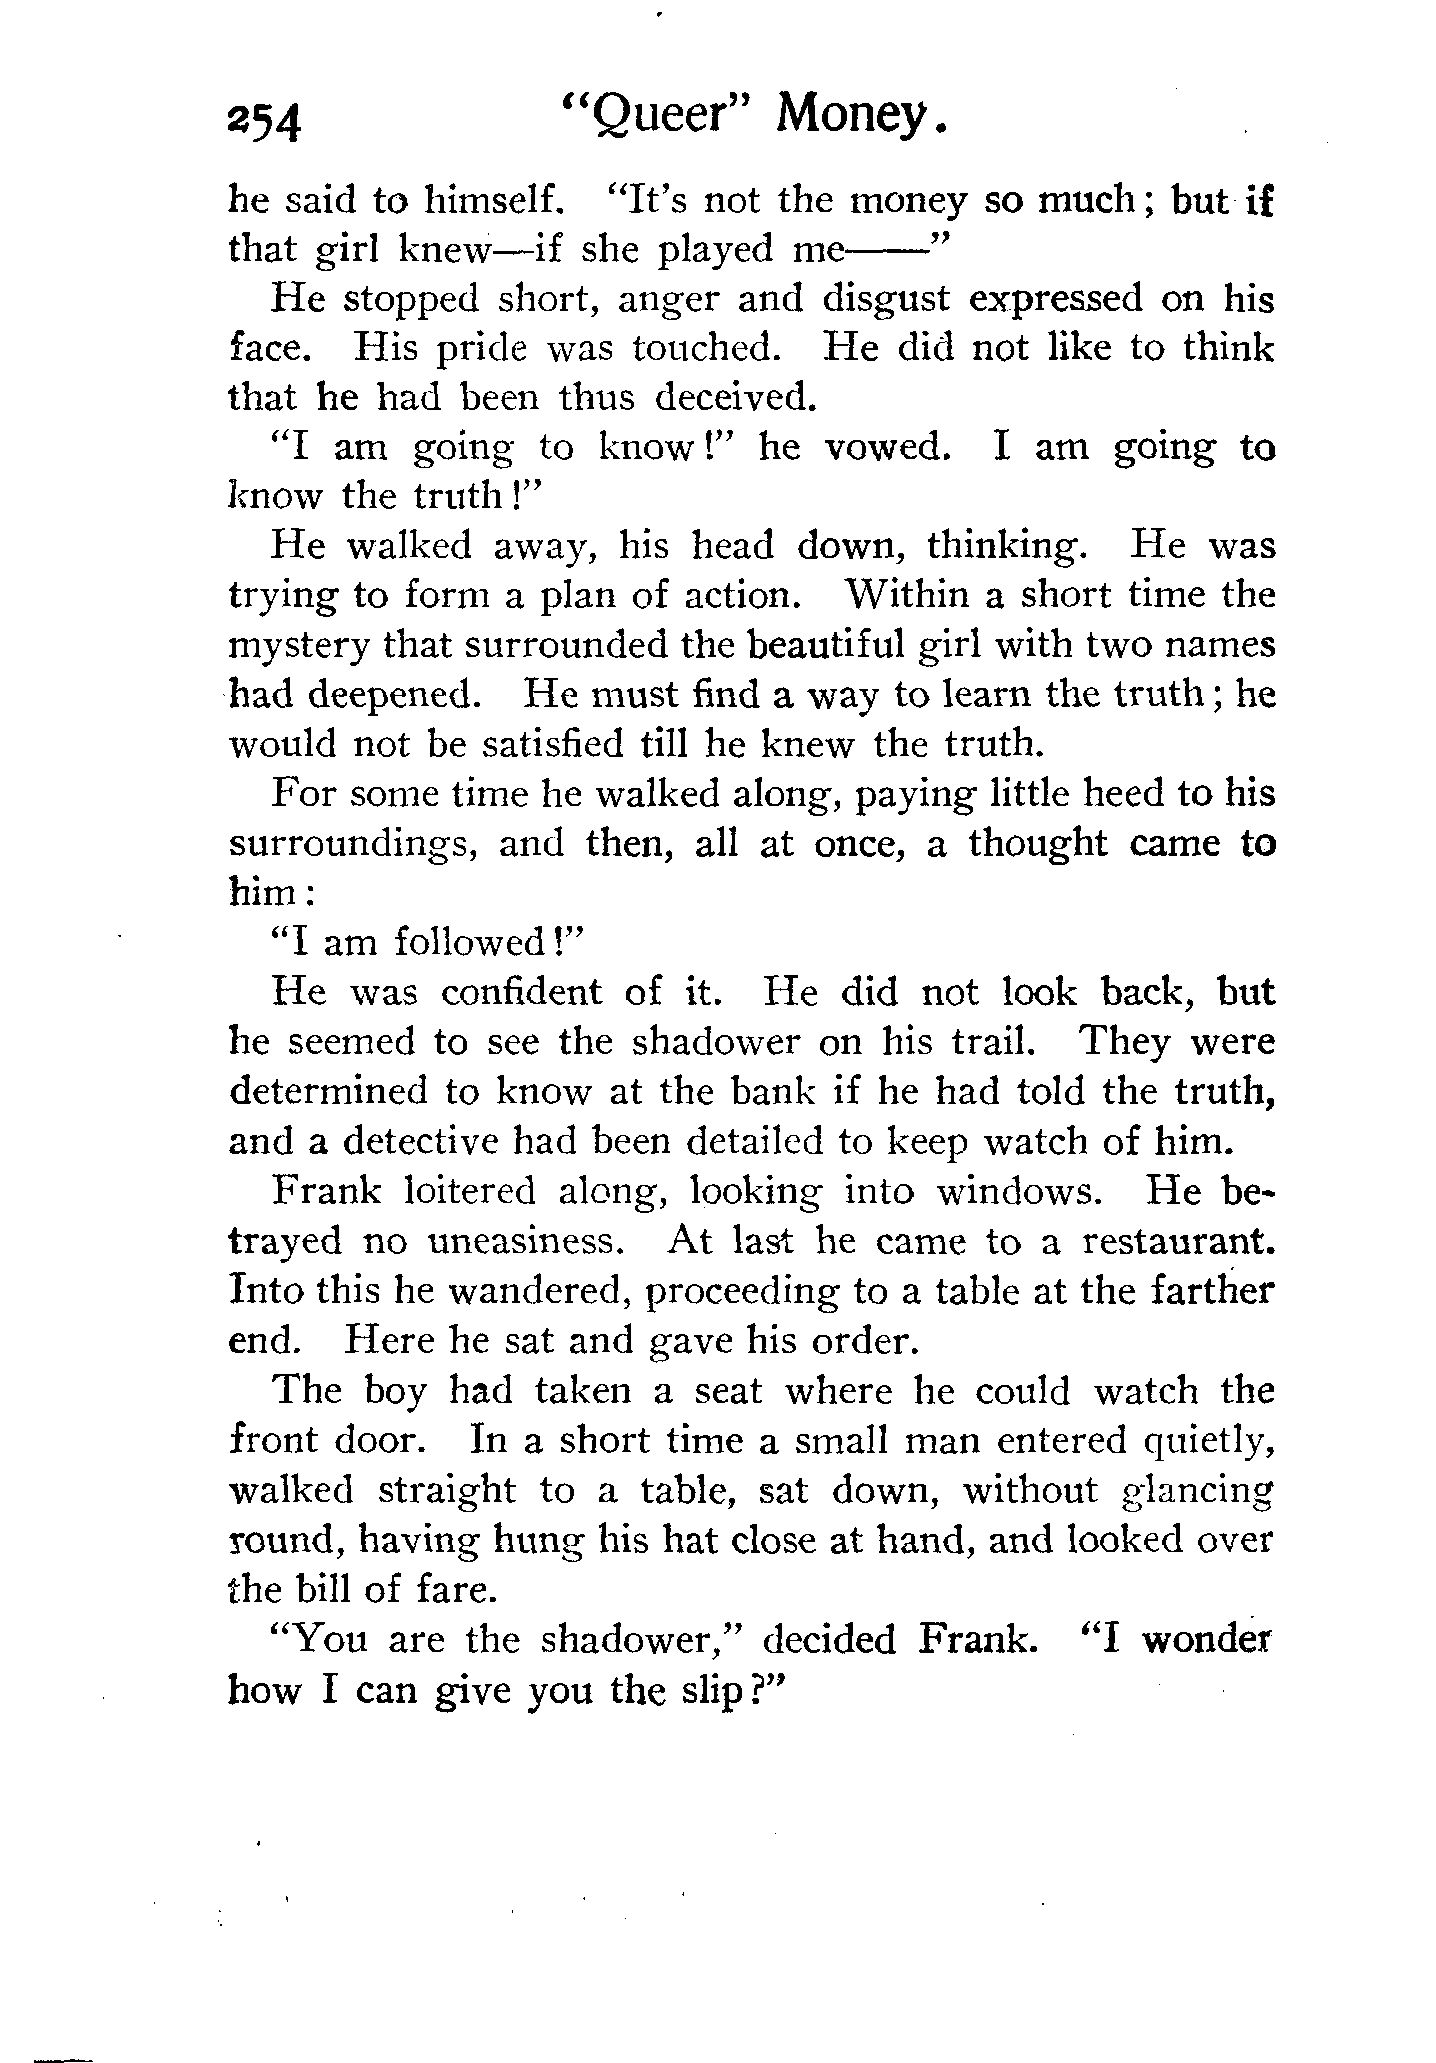 254 "Queer" Money.
he said to himself. "It's not the money so much; but if
that girl knew—if she played me——"
He stopped short, anger and disgust expressed on his
face. His pride was touched. He did not like to think
that he had been thus deceived.
"I am going to know!" he vowed. I am going to
know the truth!"
He walked away, his head down, thinking. He was
trying to form a plan of action. Within a short time the
mystery that surrounded the beautiful girl with two names
had deepened. He must find a way to learn the truth; he
would not be satisfied till he knew the truth.
For some time he walked along, paying little heed to his
surroundings, and then, all at once, a thought came to
him:
"I am followed!"
He was confident of it. He did not look back, but
he seemed to see the shadower on his trail. They were
determined to know at the bank if he had told the truth,
and a detective had been detailed to keep watch of him.
Frank loitered along, looking into windows. He be-
trayed no uneasiness. At last he came to a restaurant.
Into this he wandered, proceeding to a table at the farther
end. Here he sat and gave his order.
The boy had taken a seat where he could watch the
front door. In a short time a small man entered quietly,
walked straight to a table, sat down, without glancing
round, having hung his hat close at hand, and looked over
the bill of fare.
"You are the shadower," decided Frank. "I wonder
how I can give you the slip?"